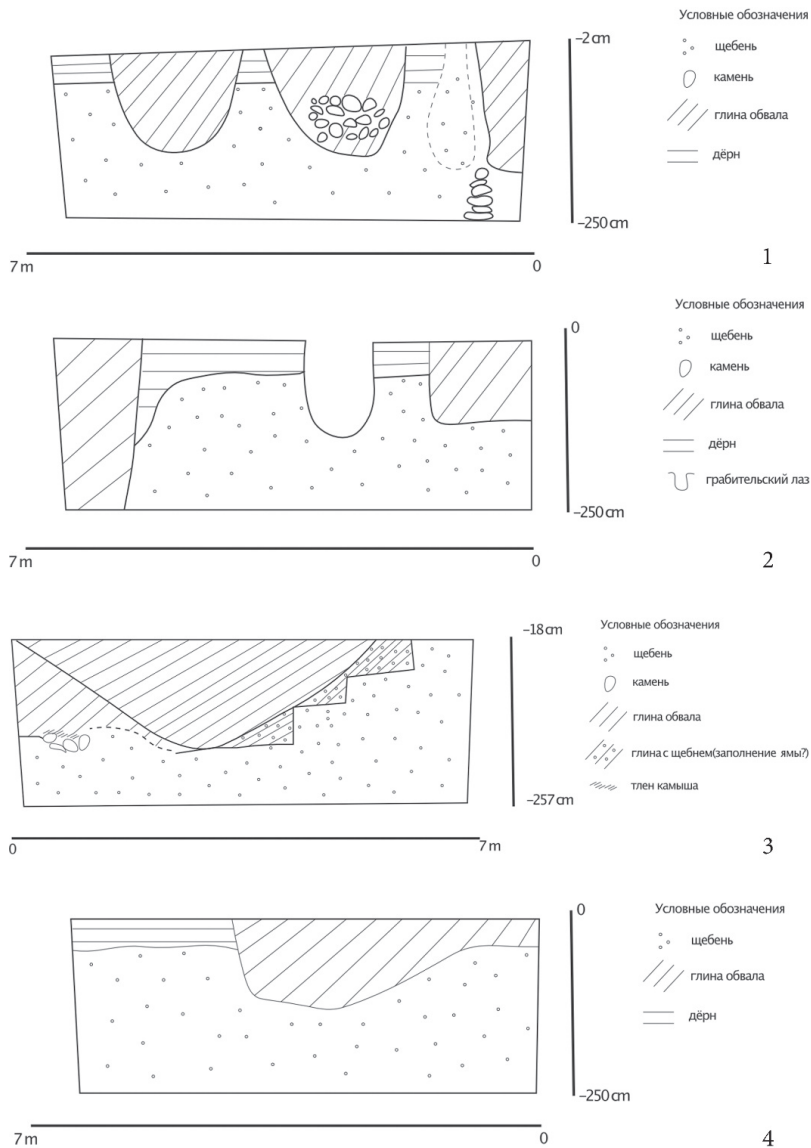 Условные обозначения
щебень
камень
глина обвала
дёрн
–2 cm
–250 cm
7 m
0
1
Условные обозначения
щебень
камень
глина обвала
дёрн
грабительский лаз
0
–250 cm
7 m
0
2
Условные обозначения
щебень
камень
глина обвала
глина с щебнем(заполнение ямы?)
тлен камыша
–18 cm
–257 cm
0
7 m
3
Условные обозначения
щебень
глина обвала
дёрн
0
–250 cm
7 m
0
4